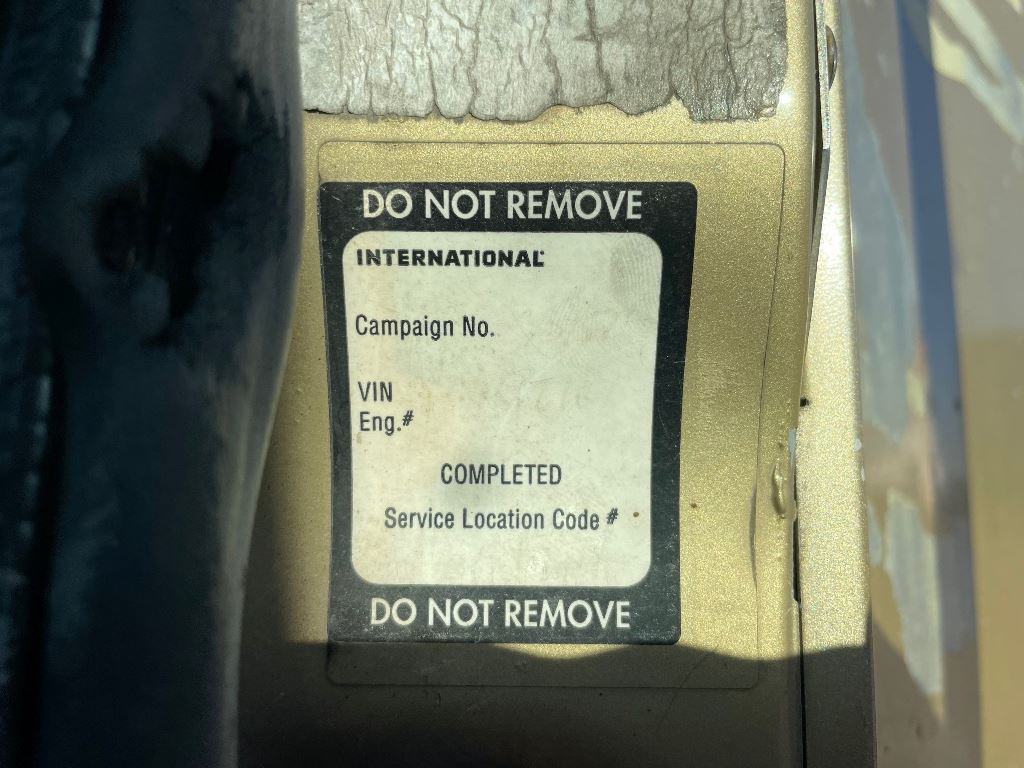 DO NOT REMOVE
INTERNATIONAL
Campaign No.
VIN
Eng.#
COMPLETED
Service Location Code #
DO NOT REMOVE